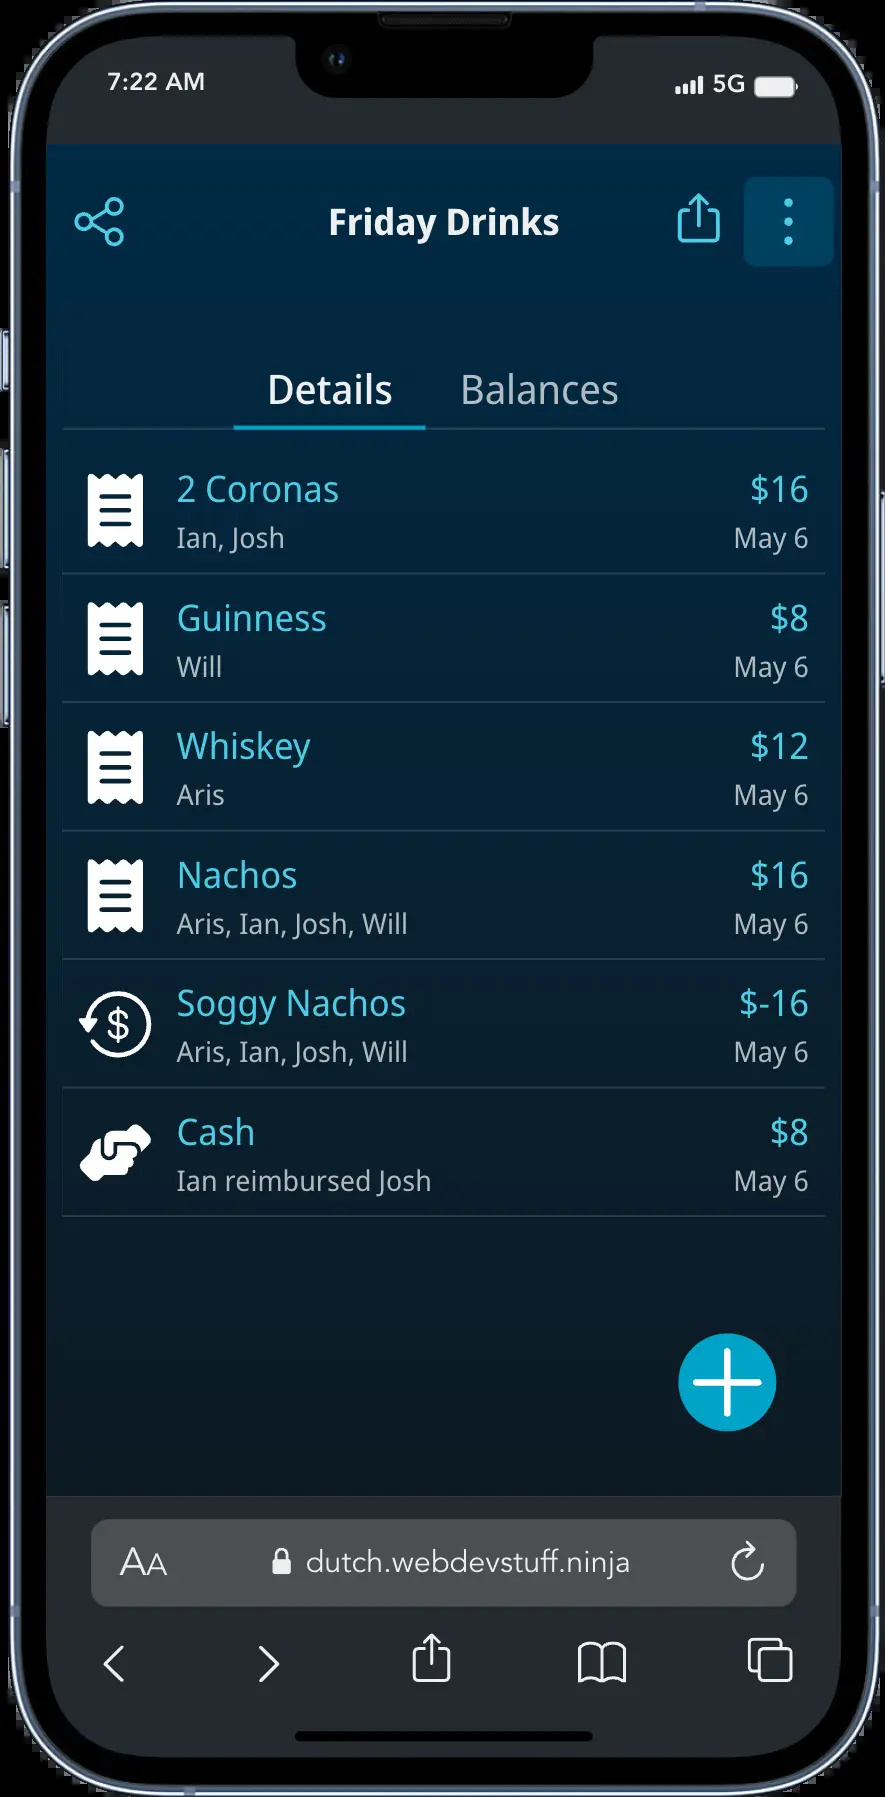 7:22 AM 5G
Friday Drinks
Details Balances
2 Coronas $16
Ian, Josh May 6
Guinness $8
Will May 6
Whiskey $12
Aris May 6
Nachos $16
Aris, Ian, Josh, Will May 6
Soggy Nachos $-16
Aris, Ian, Josh, Will May 6
Cash $8
Ian reimbursed Josh May 6
AA dutch.webdevstuff.ninja